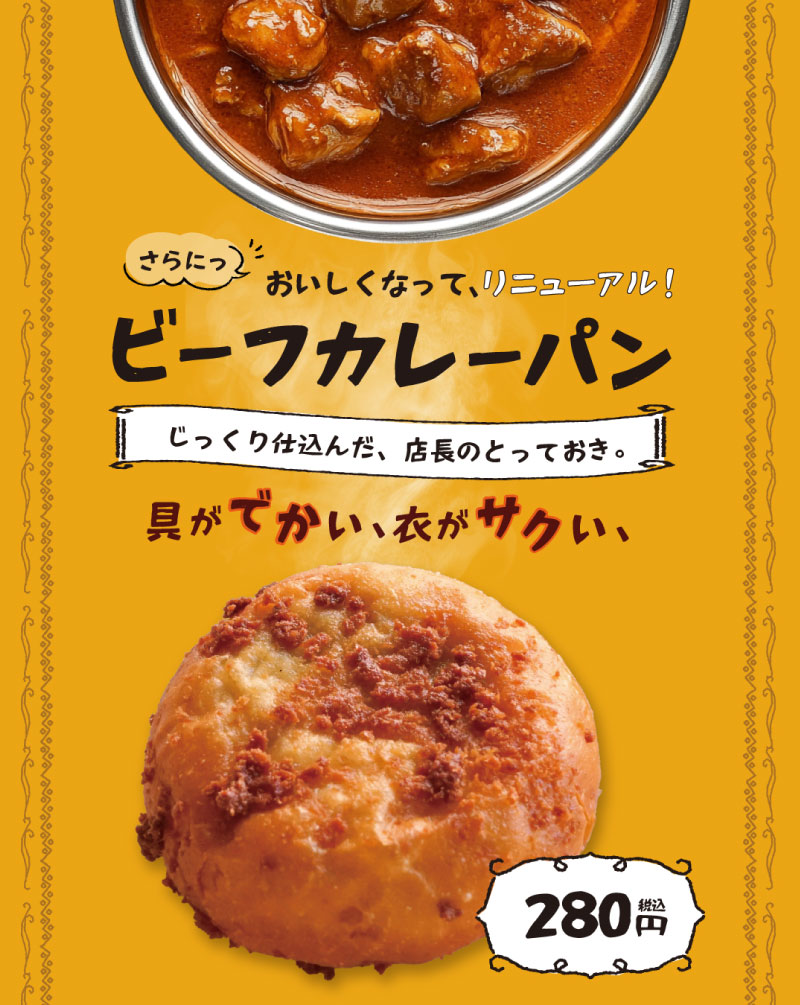 さらにっ
おいしくなって、リニューアル!
ビーフカレーパン
じっくり仕込んだ、店長のとっておき。
具がでかい、衣がサクい、
280円税込